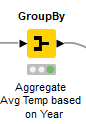 GroupBy
Aggregate
Avg Temp based
on Year